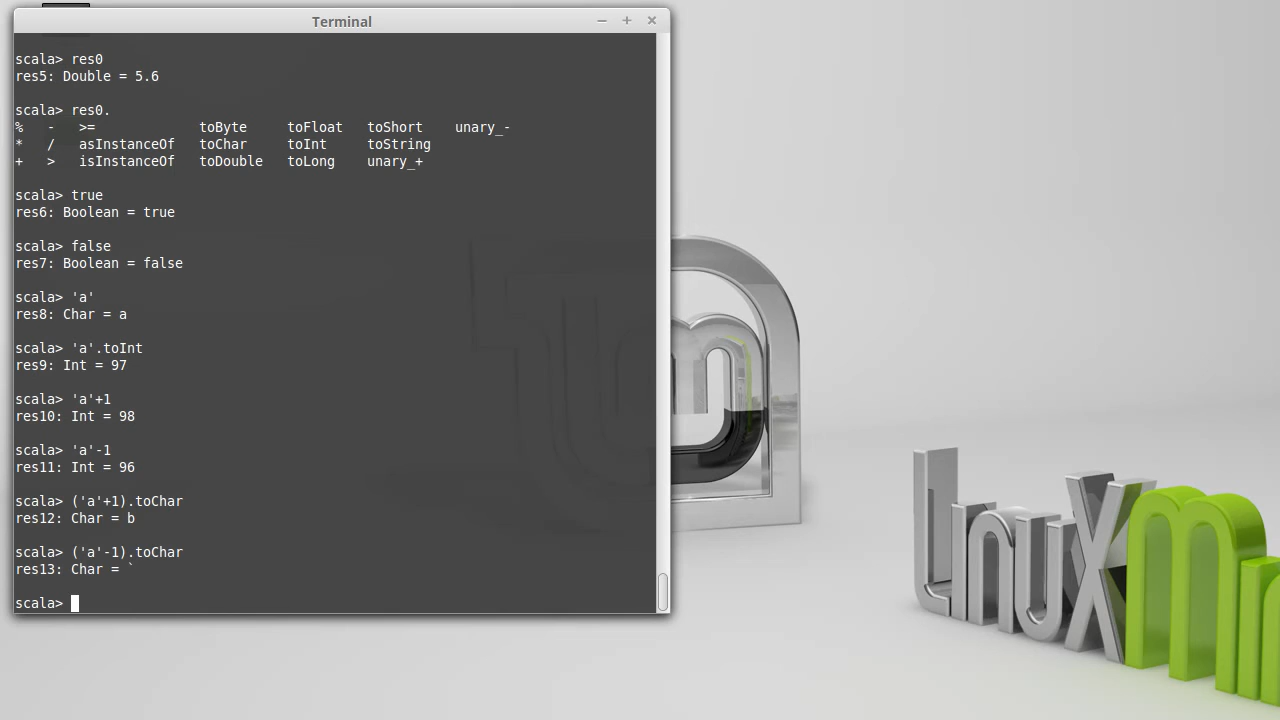 Terminal
scala> res0
res5: Double = 5.6
scala> res0.
%   -   >=             toByte     toFloat   toShort    unary_-
*   /   asInstanceOf   toChar     toInt     toString
+   >   isInstanceOf   toDouble   toLong    unary_+
scala> true
res6: Boolean = true
scala> false
res7: Boolean = false
scala> 'a'
res8: Char = a
scala> 'a'.toInt
res9: Int = 97
scala> 'a'+1
res10: Int = 98
scala> 'a'-1
res11: Int = 96
scala> ('a'+1).toChar
res12: Char = b
scala> ('a'-1).toChar
res13: Char = `
scala>
m
LinuxMin